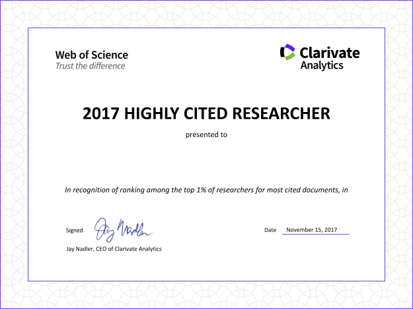 Web of Science
Trust the difference
Clarivate
Analytics
2017 HIGHLY CITED RESEARCHER
presented to
In recognition of ranking among the top 1% of researchers for most cited documents, in
Signed Jay Nadler Date November 15, 2017
Jay Nadler, CEO of Clarivate Analytics